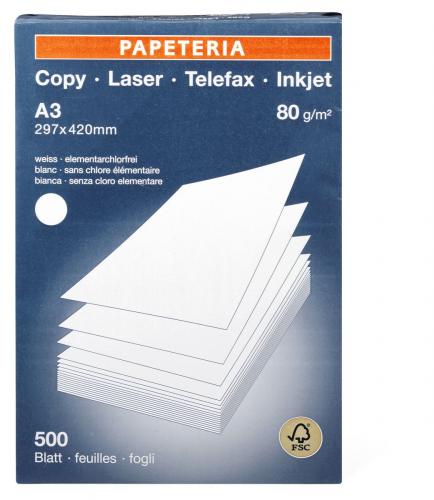 PAPETERIA
Copy · Laser · Telefax · Inkjet
A3 80 g/m²
297x420mm
weiss · elementarchlorfrei
blanc · sans chlore élémentaire
bianca · senza cloro elementare
500
Blatt · feuilles · fogli
FSC